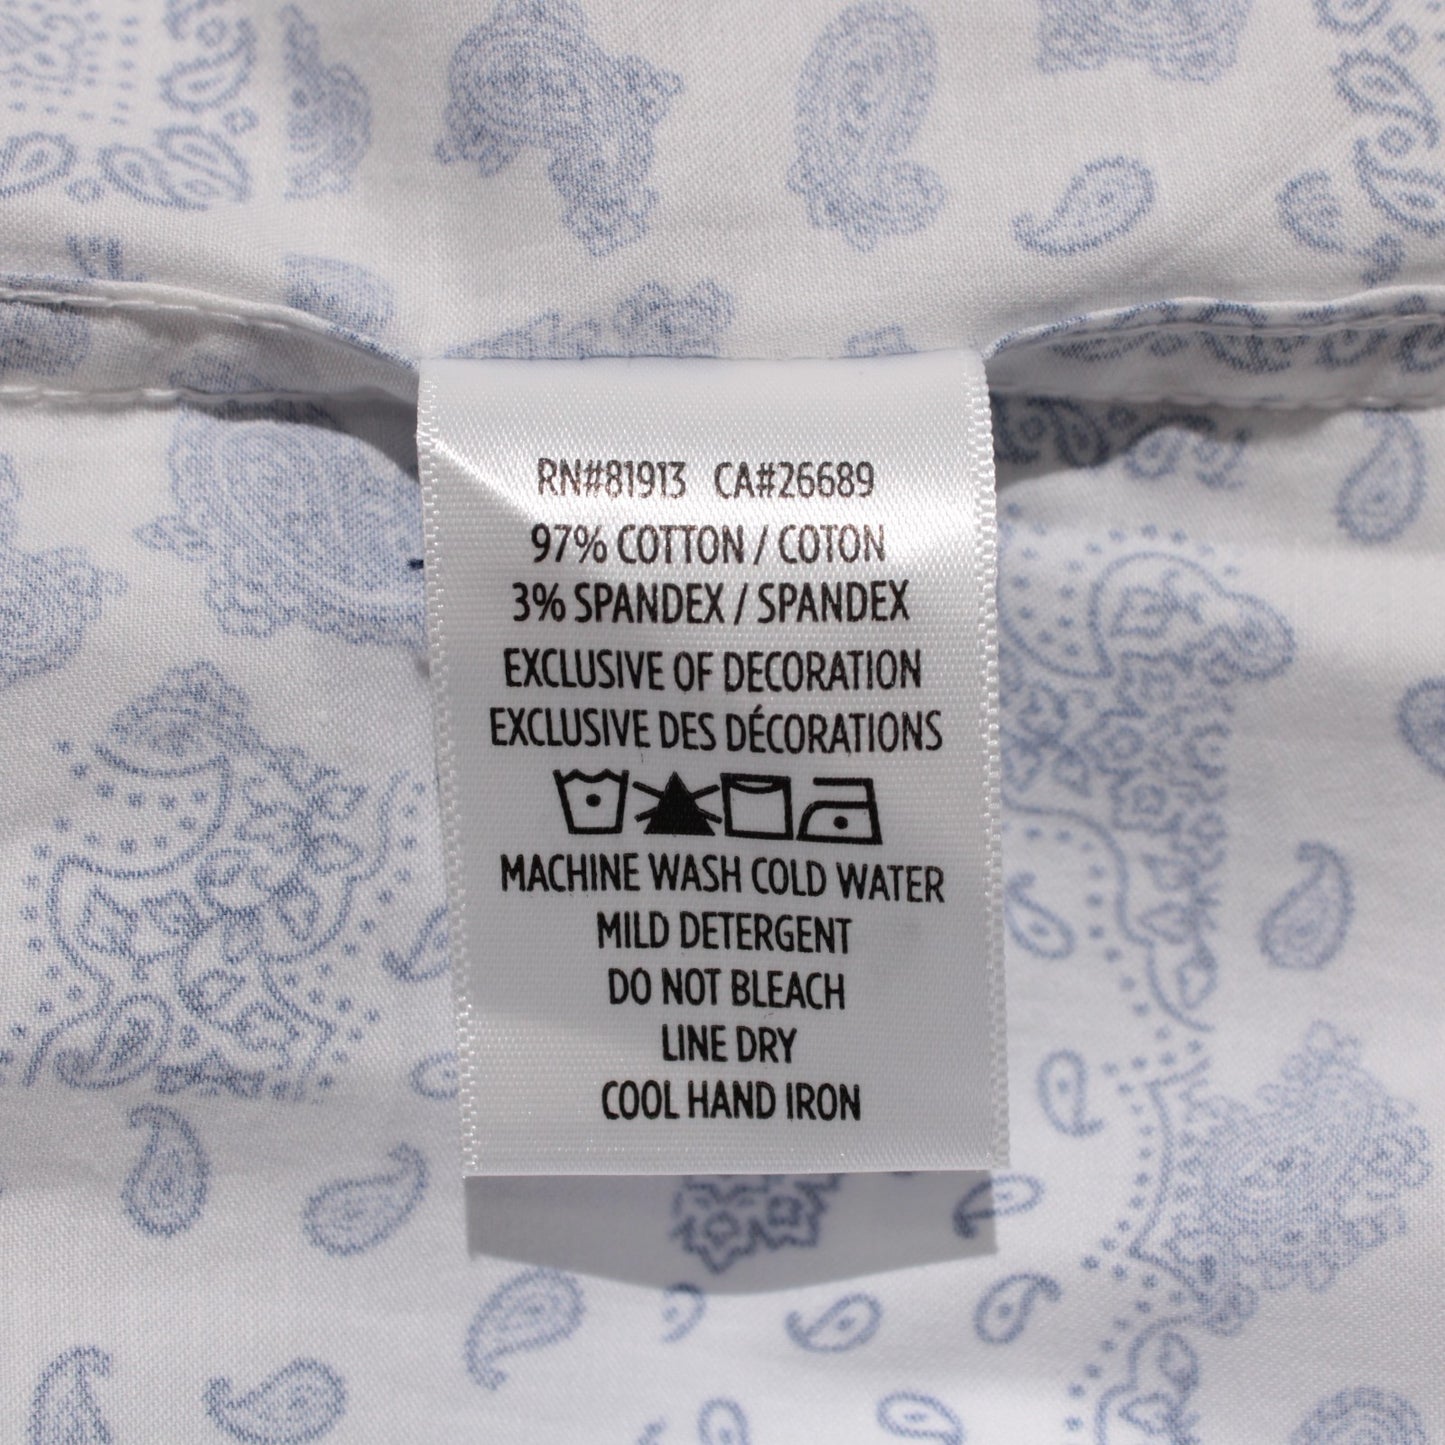 RN#81913 CA#26689
97% COTTON / COTON
3% SPANDEX / SPANDEX
EXCLUSIVE OF DECORATION
EXCLUSIVE DES DÉCORATIONS
MACHINE WASH COLD WATER
MILD DETERGENT
DO NOT BLEACH
LINE DRY
COOL HAND IRON